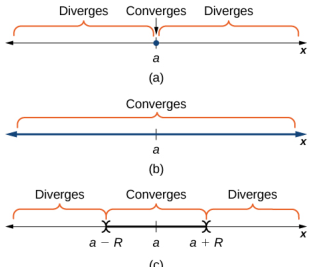 Diverges Converges Diverges
x
a
(a)
Converges
x
a
(b)
Diverges Converges Diverges
x
a − R a a + R
(c)